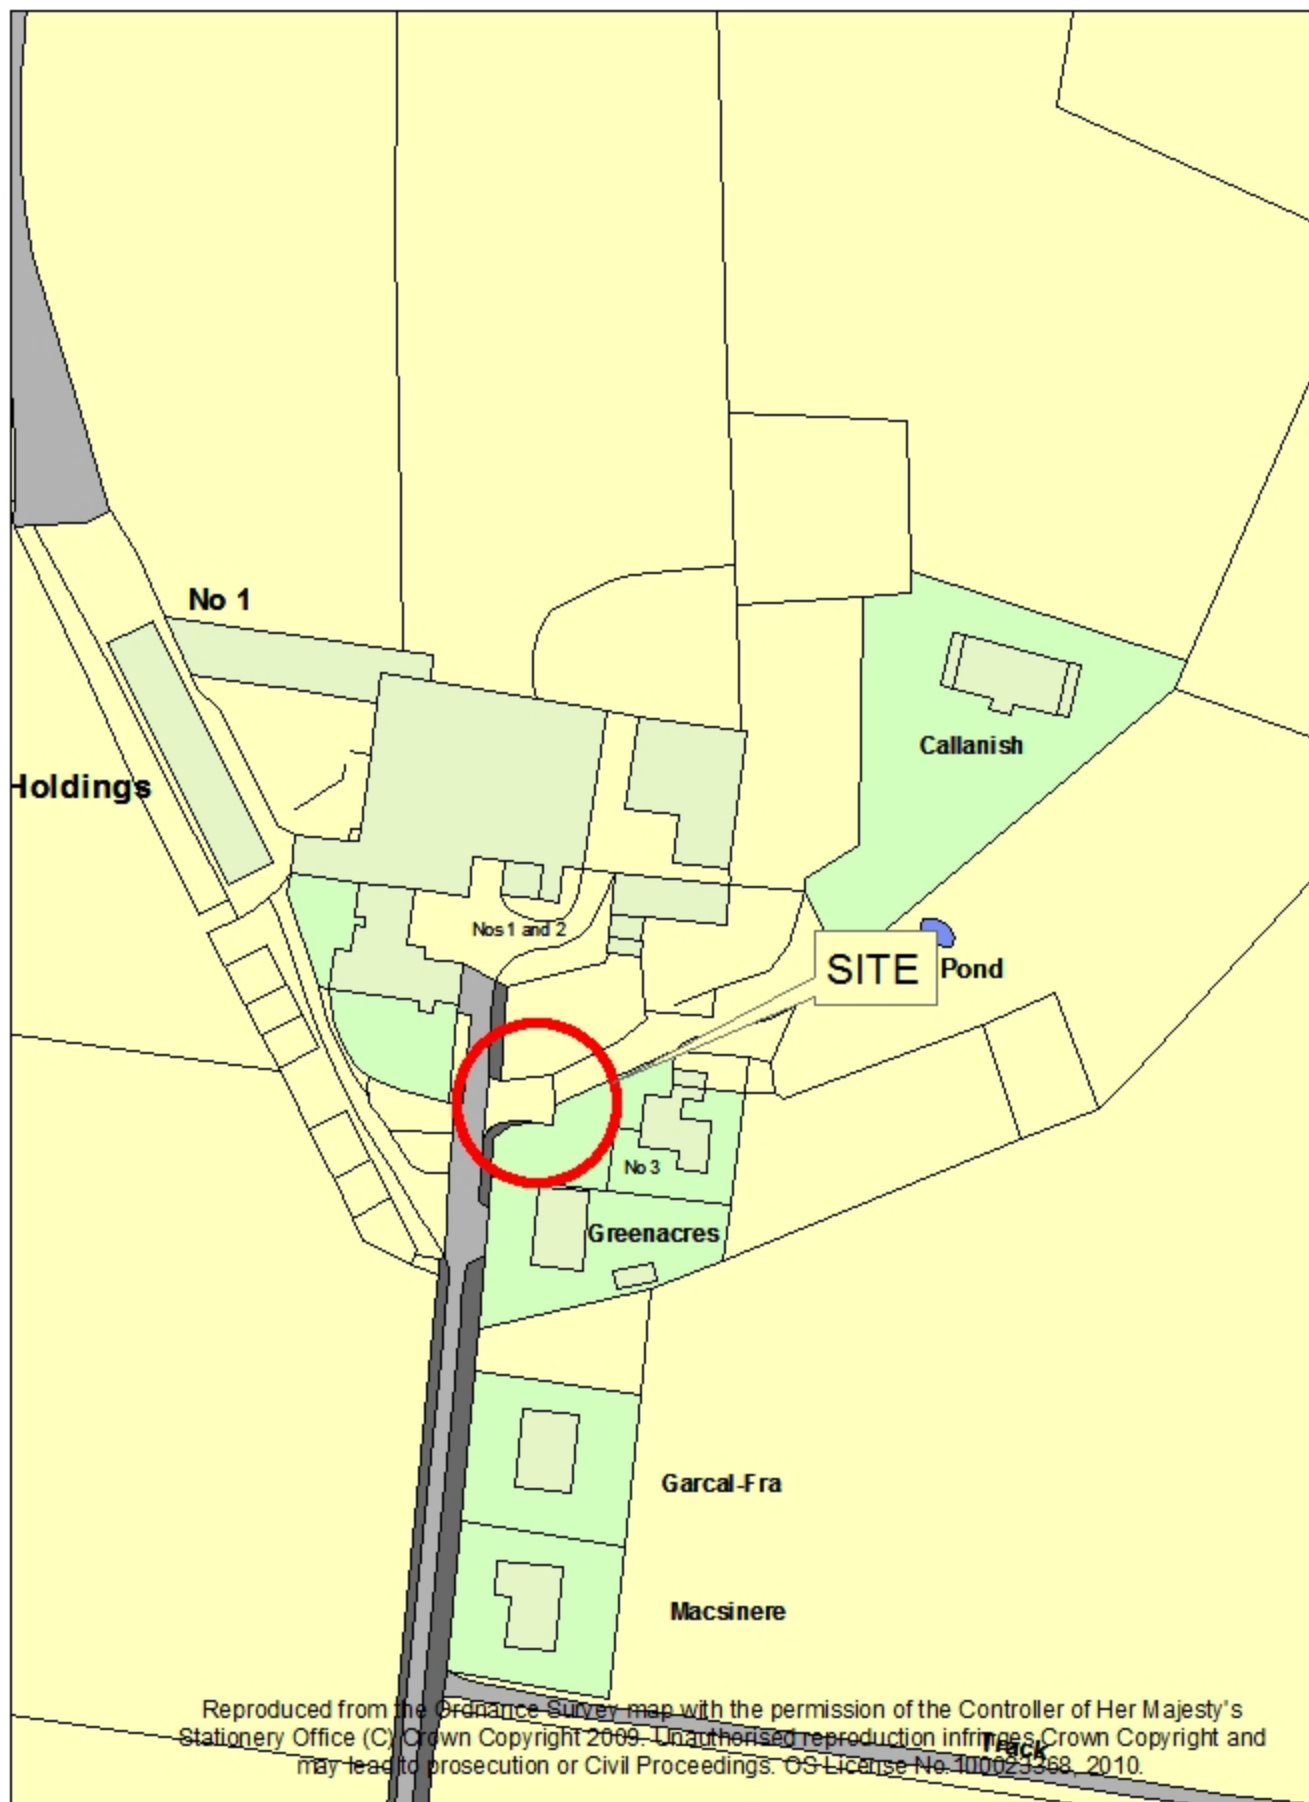 No 1
Callanish
Holdings
Nos 1 and 2
SITE
Pond
No 3
Greenacres
Garcal-Fra
Macsinere
Reproduced from the Ordnance Survey map with the permission of the Controller of Her Majesty's
Stationery Office (C) Crown Copyright 2009. Unauthorised reproduction infringes Crown Copyright and
Track
may lead to prosecution or Civil Proceedings. OS License No.100023368, 2010.